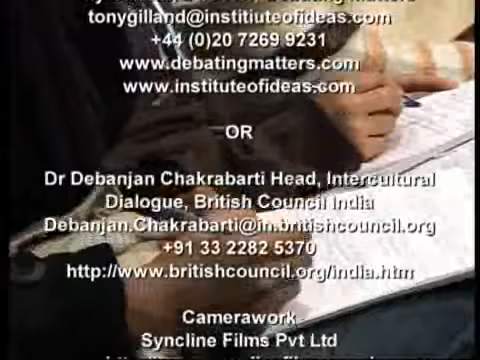 tonygilland@instituteofideas.com
+44 (0)20 7269 9231
www.debatingmatters.com
www.instituteofideas.com
OR
Dr Debanjan Chakrabarti Head, Intercultural
Dialogue, British Council India
Debanjan.Chakrabarti@in.britishcouncil.org
+91 33 2282 5370
http://www.britishcouncil.org/india.htm
Camerawork
Syncline Films Pvt Ltd